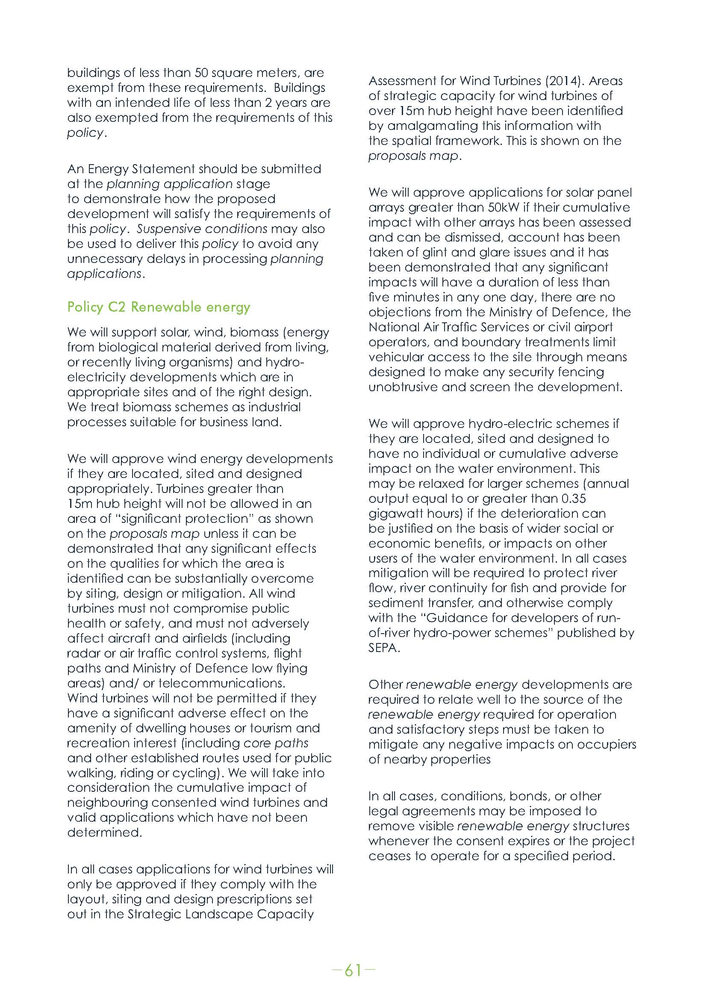 buildings of less than 50 square meters, are
exempt from these requirements.  Buildings
with an intended life of less than 2 years are
also exempted from the requirements of this
policy.
An Energy Statement should be submitted
at the planning application stage
to demonstrate how the proposed
development will satisfy the requirements of
this policy.  Suspensive conditions may also
be used to deliver this policy to avoid any
unnecessary delays in processing planning
applications.
Policy C2 Renewable energy
We will support solar, wind, biomass (energy
from biological material derived from living,
or recently living organisms) and hydro-
electricity developments which are in
appropriate sites and of the right design.
We treat biomass schemes as industrial
processes suitable for business land.
We will approve wind energy developments
if they are located, sited and designed
appropriately. Turbines greater than
15m hub height will not be allowed in an
area of “significant protection” as shown
on the proposals map unless it can be
demonstrated that any significant effects
on the qualities for which the area is
identified can be substantially overcome
by siting, design or mitigation. All wind
turbines must not compromise public
health or safety, and must not adversely
affect aircraft and airfields (including
radar or air traffic control systems, flight
paths and Ministry of Defence low flying
areas) and/ or telecommunications.
Wind turbines will not be permitted if they
have a significant adverse effect on the
amenity of dwelling houses or tourism and
recreation interest (including core paths
and other established routes used for public
walking, riding or cycling). We will take into
consideration the cumulative impact of
neighbouring consented wind turbines and
valid applications which have not been
determined.
In all cases applications for wind turbines will
only be approved if they comply with the
layout, siting and design prescriptions set
out in the Strategic Landscape Capacity
Assessment for Wind Turbines (2014). Areas
of strategic capacity for wind turbines of
over 15m hub height have been identified
by amalgamating this information with
the spatial framework. This is shown on the
proposals map.
We will approve applications for solar panel
arrays greater than 50kW if their cumulative
impact with other arrays has been assessed
and can be dismissed, account has been
taken of glint and glare issues and it has
been demonstrated that any significant
impacts will have a duration of less than
five minutes in any one day, there are no
objections from the Ministry of Defence, the
National Air Traffic Services or civil airport
operators, and boundary treatments limit
vehicular access to the site through means
designed to make any security fencing
unobtrusive and screen the development.
We will approve hydro-electric schemes if
they are located, sited and designed to
have no individual or cumulative adverse
impact on the water environment. This
may be relaxed for larger schemes (annual
output equal to or greater than 0.35
gigawatt hours) if the deterioration can
be justified on the basis of wider social or
economic benefits, or impacts on other
users of the water environment. In all cases
mitigation will be required to protect river
flow, river continuity for fish and provide for
sediment transfer, and otherwise comply
with the “Guidance for developers of run-
of-river hydro-power schemes” published by
SEPA.
Other renewable energy developments are
required to relate well to the source of the
renewable energy required for operation
and satisfactory steps must be taken to
mitigate any negative impacts on occupiers
of nearby properties
In all cases, conditions, bonds, or other
legal agreements may be imposed to
remove visible renewable energy structures
whenever the consent expires or the project
ceases to operate for a specified period.
—61—